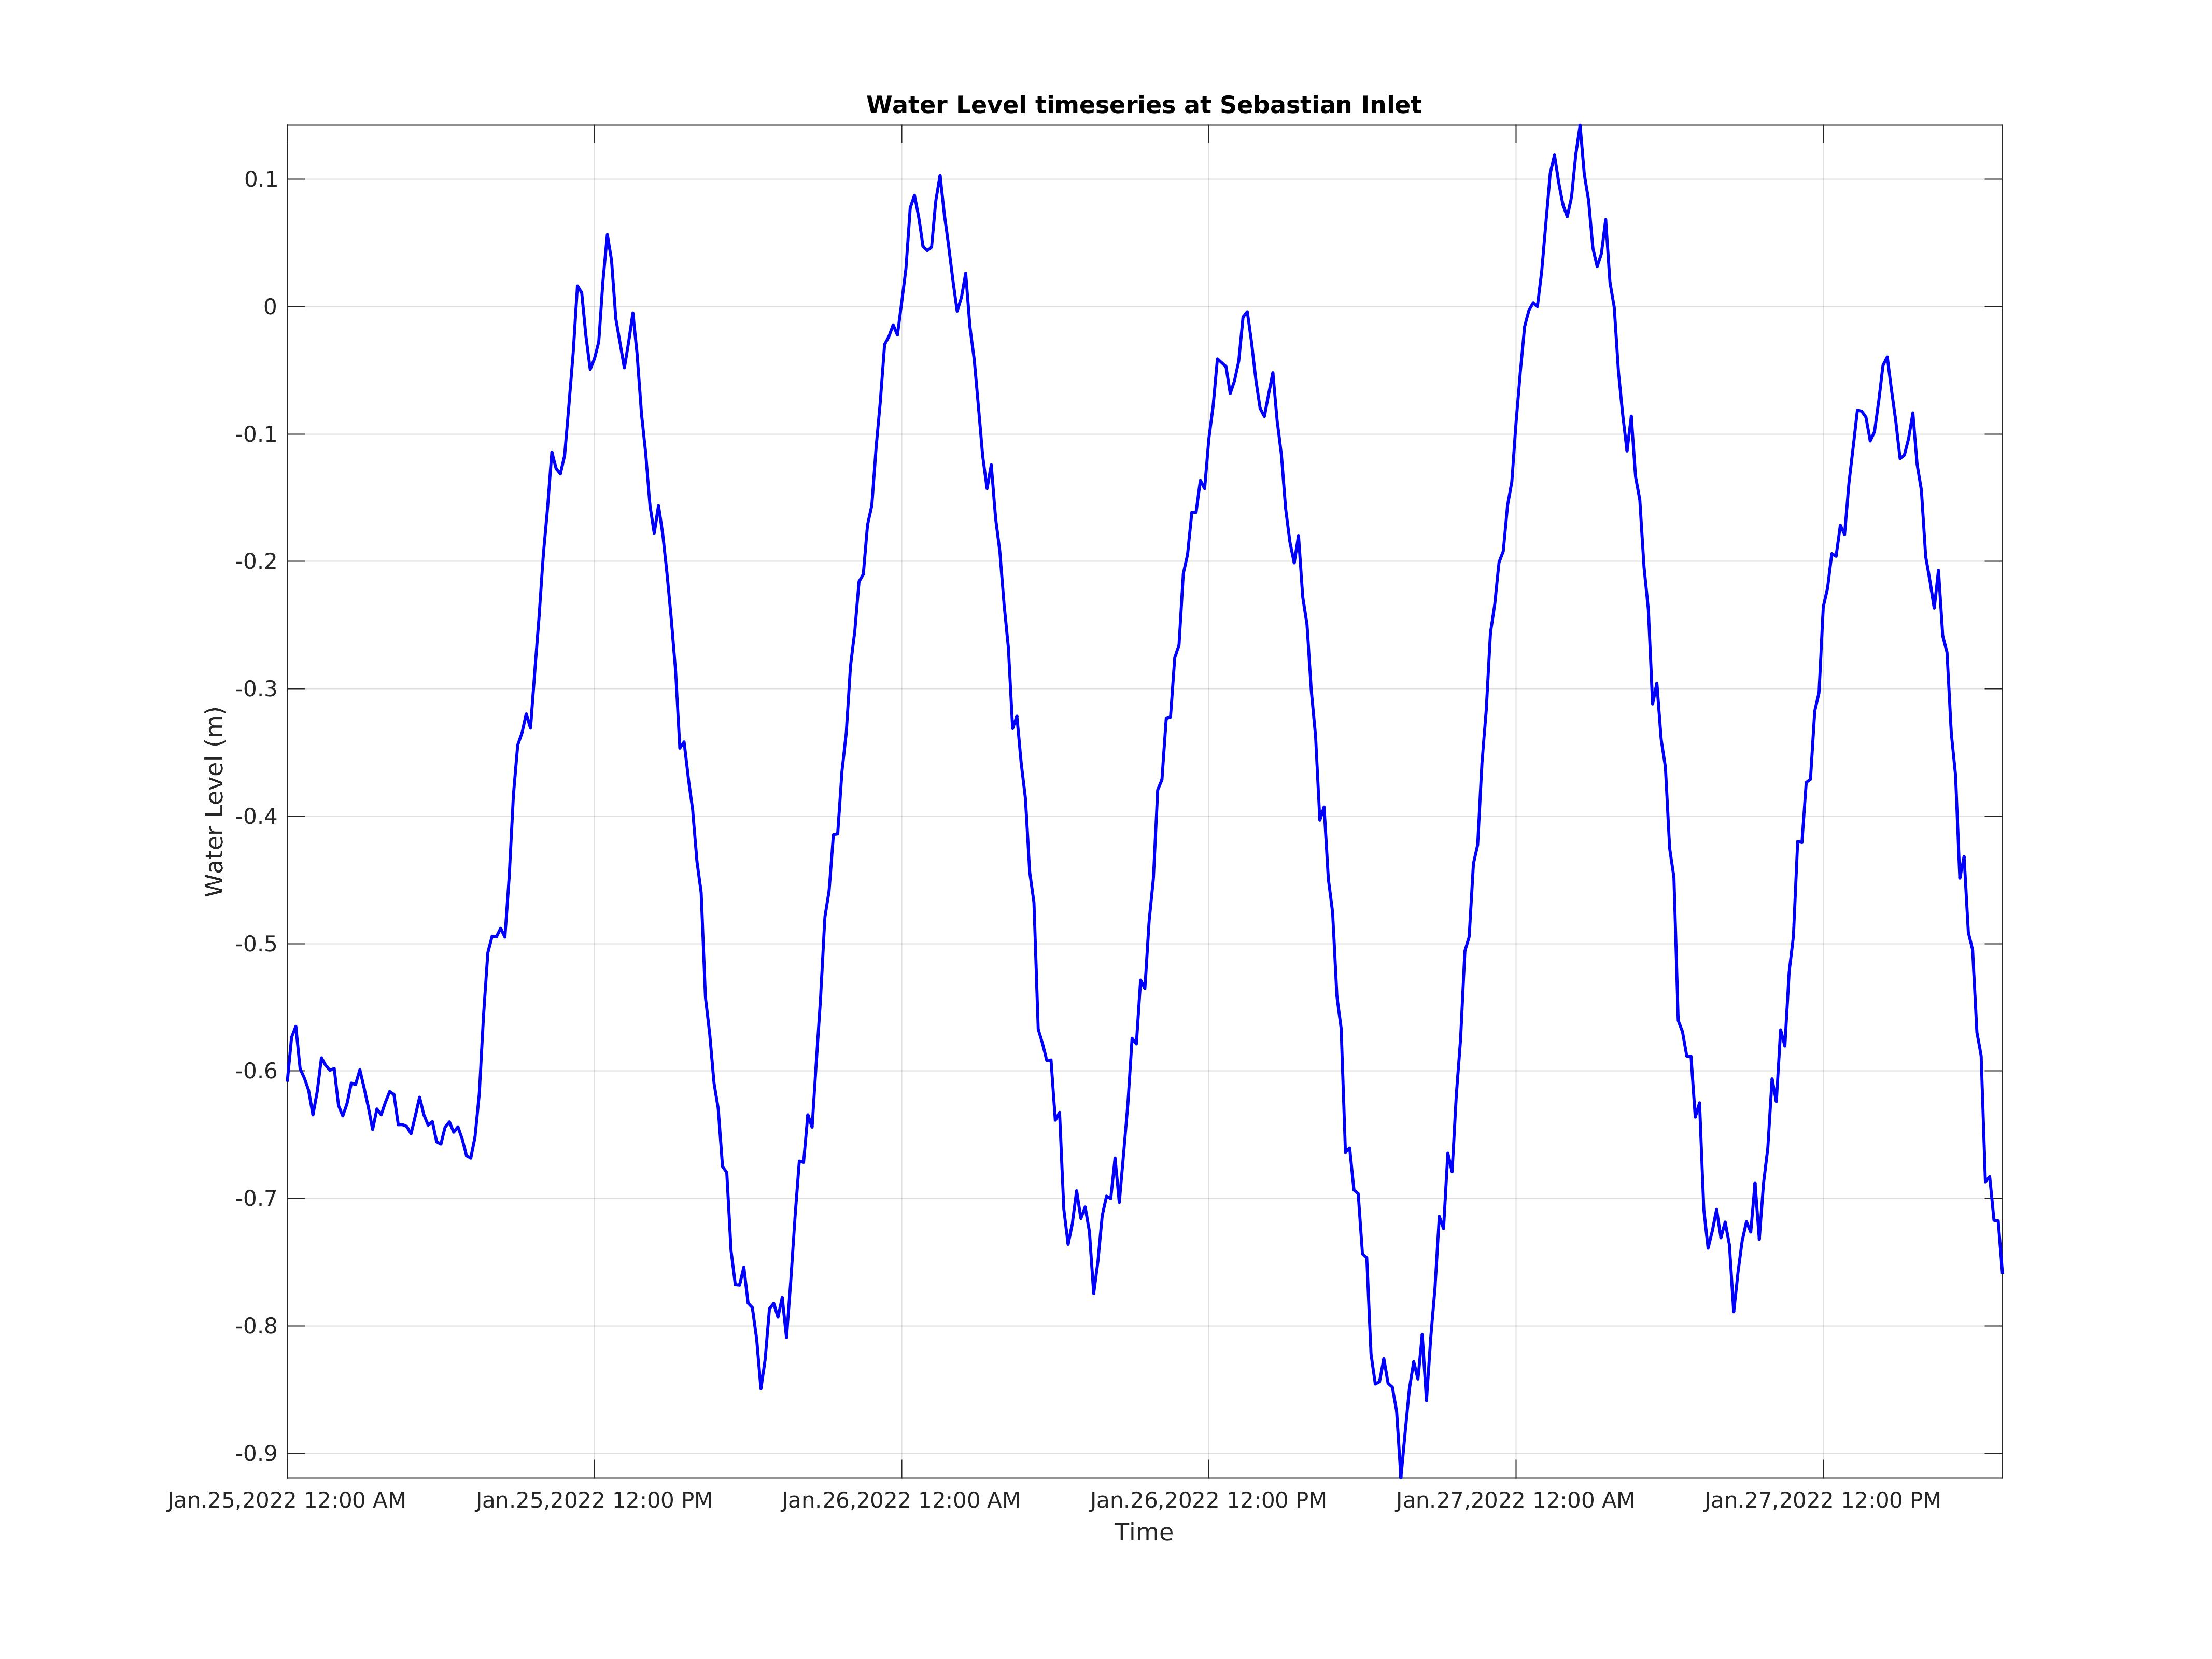 Water Level timeseries at Sebastian Inlet
0.1
0
-0.1
-0.2
-0.3
-0.4
-0.5
-0.6
-0.7
-0.8
-0.9
Water Level (m)
Jan.25,2022 12:00 AM Jan.25,2022 12:00 PM Jan.26,2022 12:00 AM Jan.26,2022 12:00 PM Jan.27,2022 12:00 AM Jan.27,2022 12:00 PM
Time